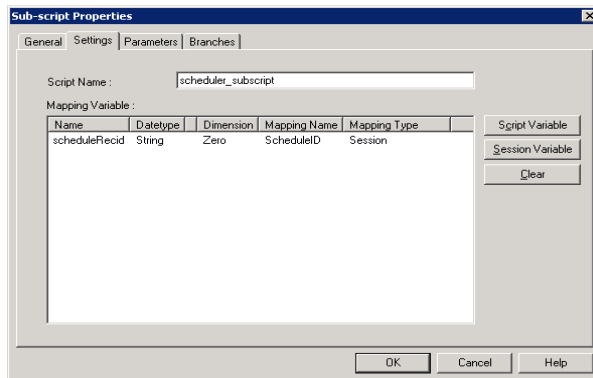 Sub-script Properties
General Settings Parameters Branches
Script Name : scheduler_subscript
Mapping Variable :
Name Datetype Dimension Mapping Name Mapping Type
scheduleRecid String Zero ScheduleID Session
Script Variable
Session Variable
Clear
OK Cancel Help